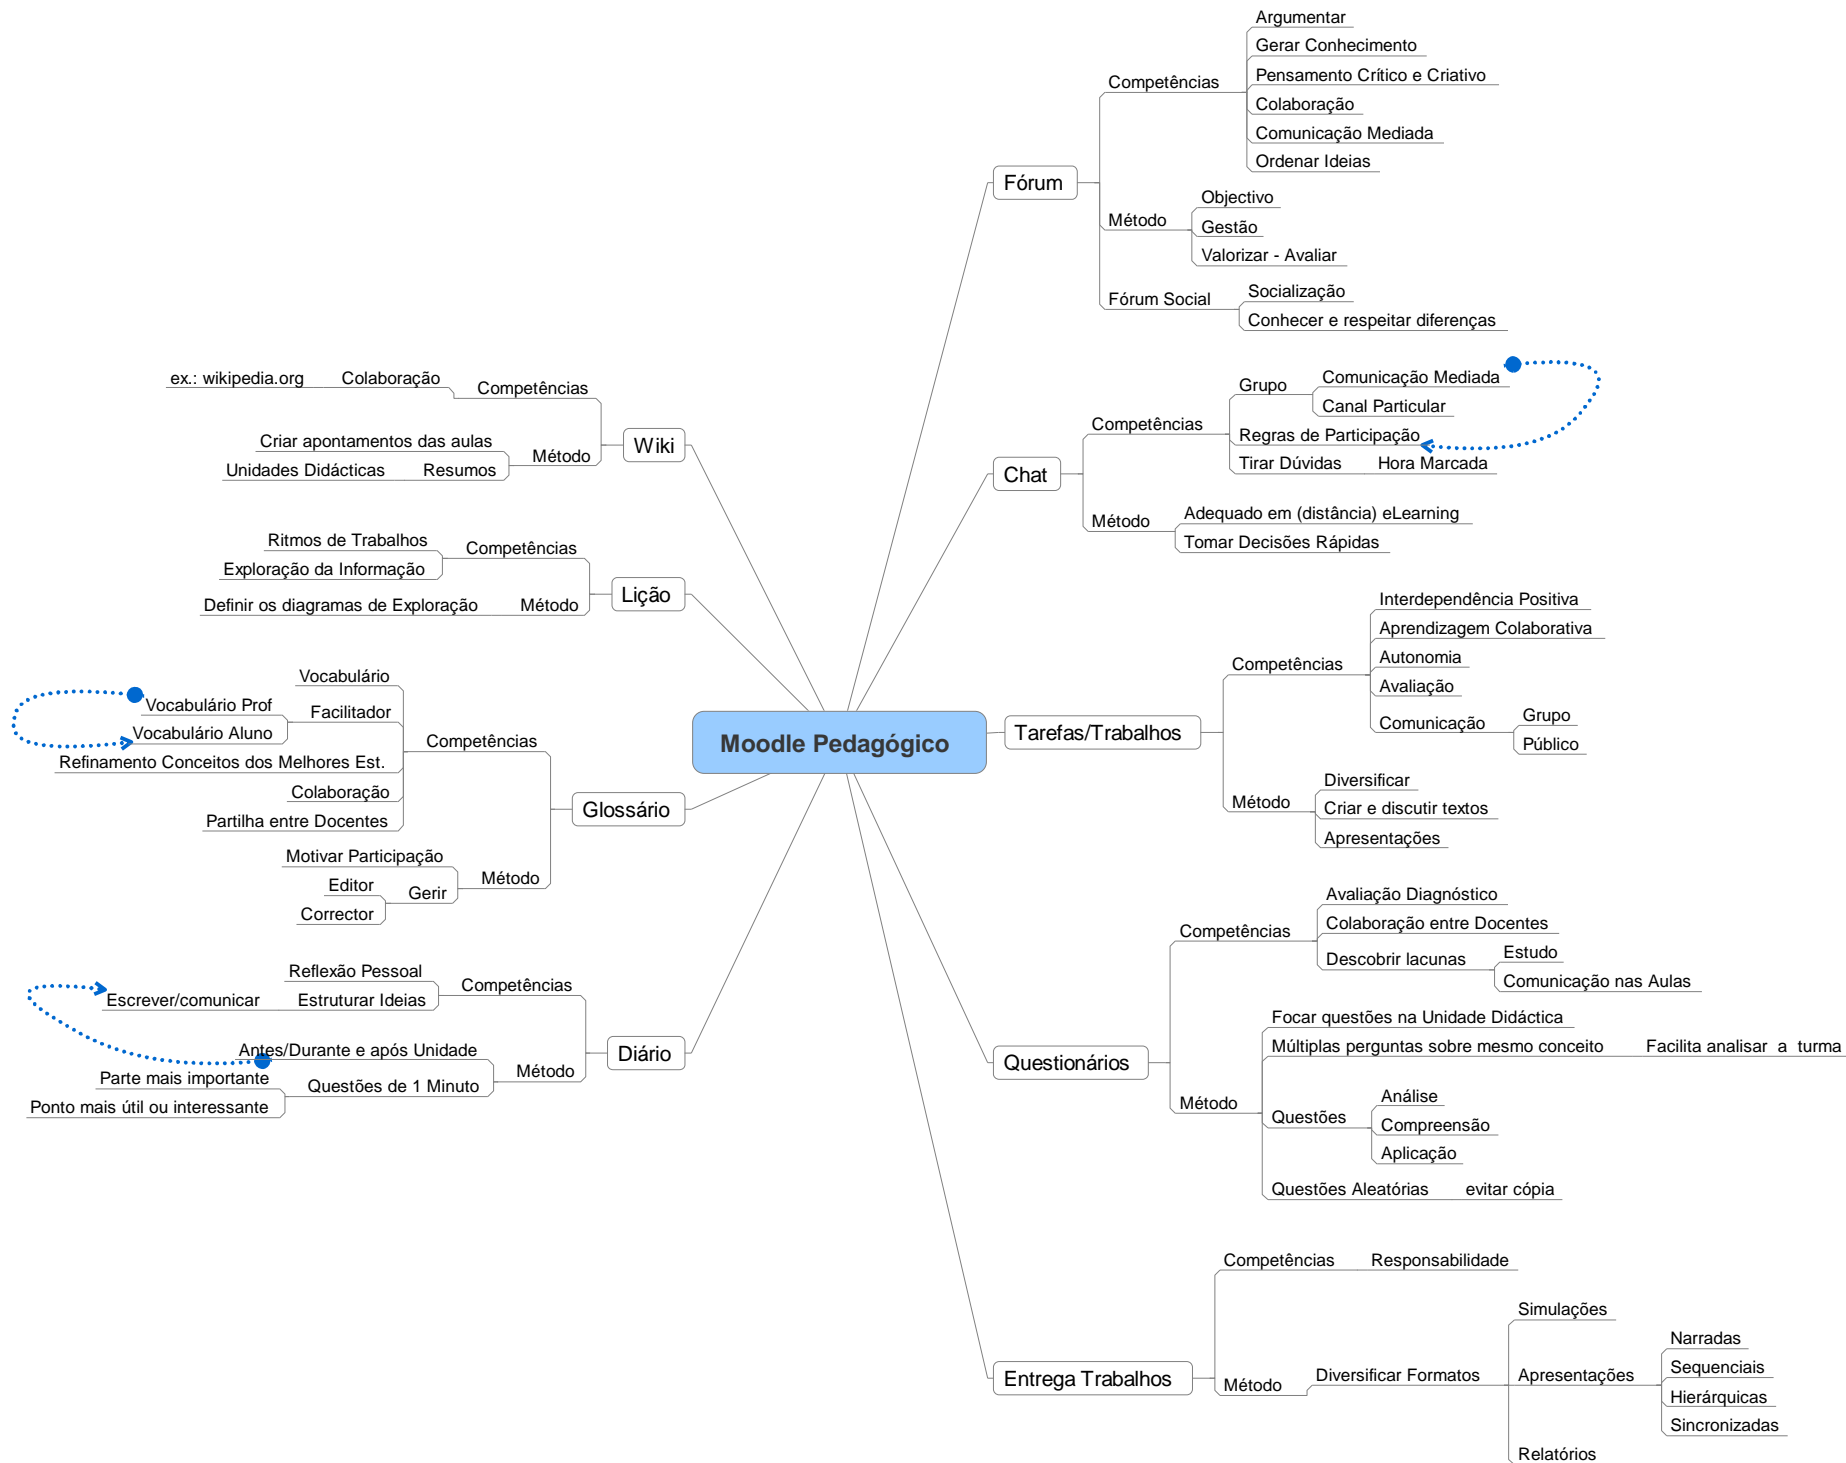 Moodle Pedagógico
Fórum
Competências
Argumentar
Gerar Conhecimento
Pensamento Crítico e Criativo
Colaboração
Comunicação Mediada
Ordenar Ideias
Método
Objectivo
Gestão
Valorizar - Avaliar
Fórum Social
Socialização
Conhecer e respeitar diferenças
Chat
Competências
Grupo
Comunicação Mediada
Canal Particular
Regras de Participação
Tirar Dúvidas
Hora Marcada
Método
Adequado em (distância) eLearning
Tomar Decisões Rápidas
Tarefas/Trabalhos
Competências
Interdependência Positiva
Aprendizagem Colaborativa
Autonomia
Avaliação
Comunicação
Grupo
Público
Método
Diversificar
Criar e discutir textos
Apresentações
Questionários
Competências
Avaliação Diagnóstico
Colaboração entre Docentes
Descobrir lacunas
Estudo
Comunicação nas Aulas
Método
Focar questões na Unidade Didáctica
Múltiplas perguntas sobre mesmo conceito
Facilita analisar a turma
Questões
Análise
Compreensão
Aplicação
Questões Aleatórias
evitar cópia
Entrega Trabalhos
Competências
Responsabilidade
Método
Diversificar Formatos
Simulações
Apresentações
Narradas
Sequenciais
Hierárquicas
Sincronizadas
Relatórios
Wiki
Competências
Colaboração
ex.: wikipedia.org
Método
Criar apontamentos das aulas
Resumos
Unidades Didácticas
Lição
Competências
Ritmos de Trabalhos
Exploração da Informação
Método
Definir os diagramas de Exploração
Glossário
Competências
Vocabulário
Facilitador
Vocabulário Prof
Vocabulário Aluno
Refinamento Conceitos dos Melhores Est.
Colaboração
Partilha entre Docentes
Método
Motivar Participação
Gerir
Editor
Corrector
Diário
Competências
Reflexão Pessoal
Estruturar Ideias
Escrever/comunicar
Método
Antes/Durante e após Unidade
Questões de 1 Minuto
Parte mais importante
Ponto mais útil ou interessante